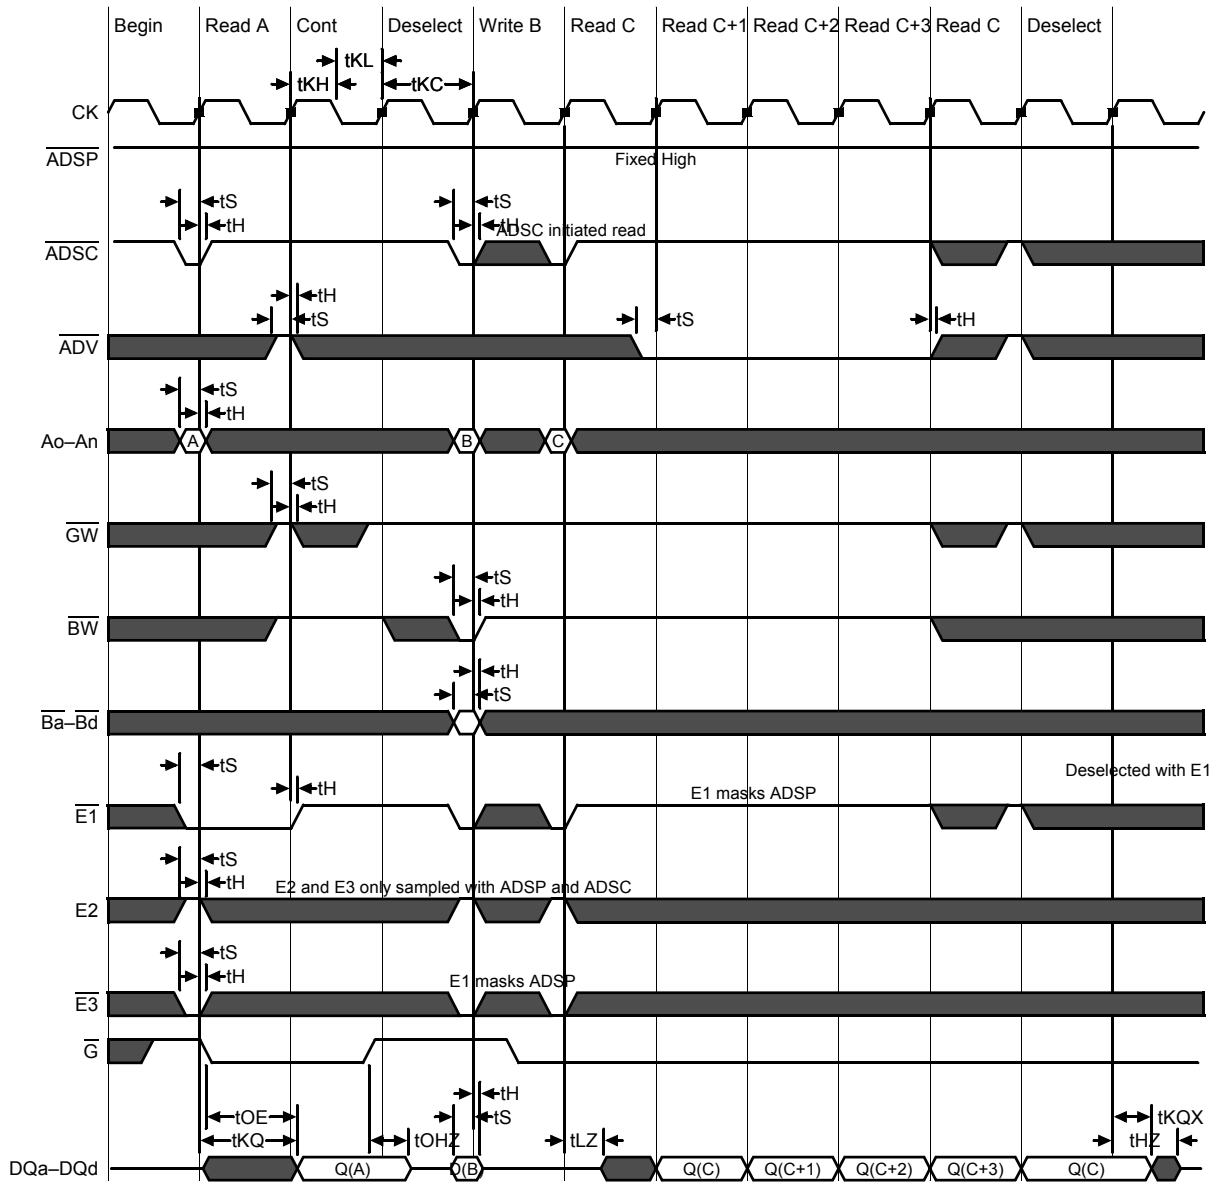 Begin Read A Cont Deselect Write B Read C Read C+1 Read C+2 Read C+3 Read C Deselect
tKL
tKH tKC
CK
ADSP Fixed High
tS tS
tH tH
ADSC initiated read
ADSC
tH
tS tS tH
ADV
tS
tH
Ao–An A B C
tS
tH
GW
tS
tH
BW
tH
tS
Ba–Bd
tS Deselected with E1
tH
E1 masks ADSP
E1
tS
tH E2 and E3 only sampled with ADSP and ADSC
E2
tS
tH E1 masks ADSP
E3
G
tH
tOE tS tKQX
tKQ tOHZ tLZ tHZ
DQa–DQd Q(A) D(B) Q(C) Q(C+1) Q(C+2) Q(C+3) Q(C)